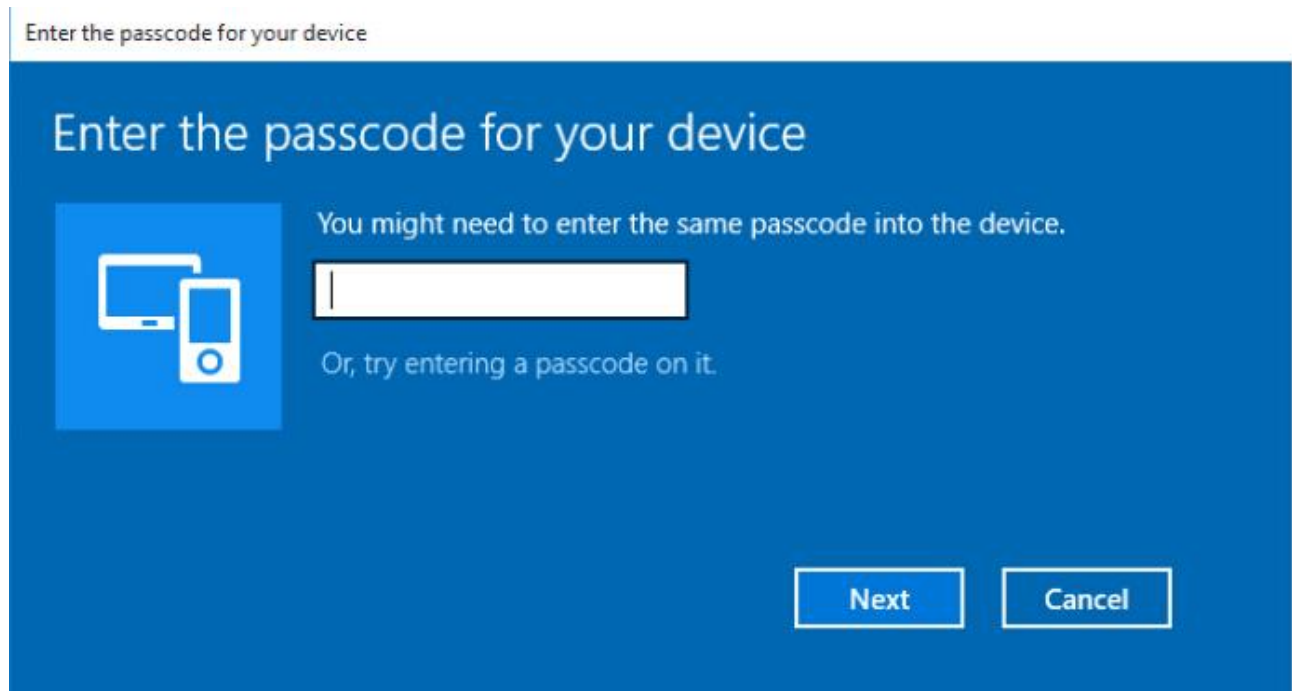 Enter the passcode for your device
Enter the passcode for your device
You might need to enter the same passcode into the device.
Or, try entering a passcode on it.
Next
Cancel